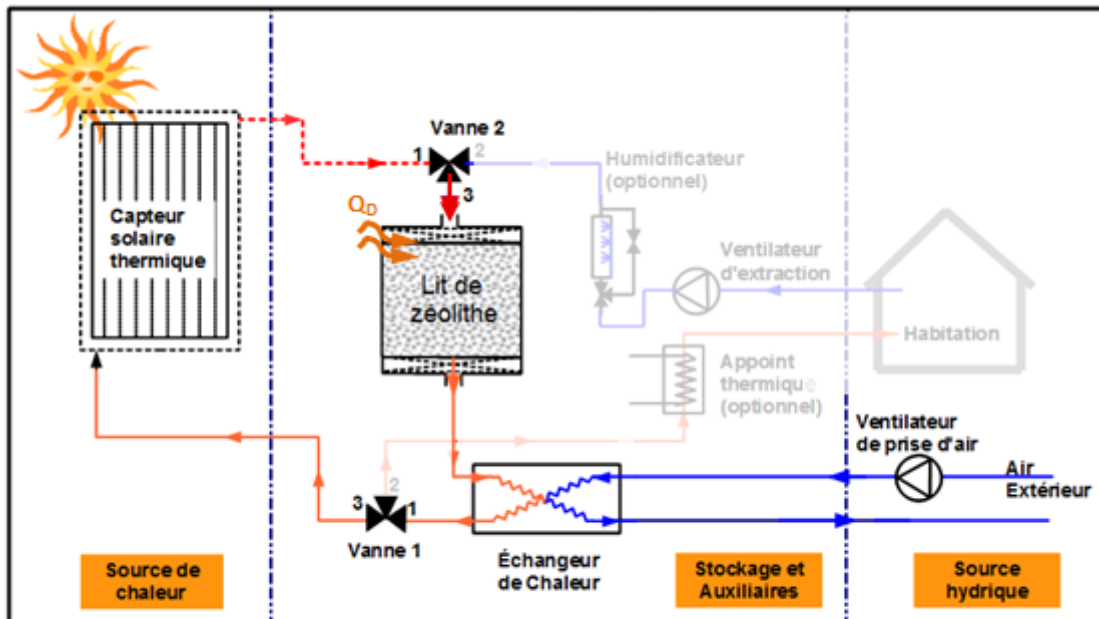 Vanne 2
1
2
3
Humidificateur
(optionnel)
Q_D
Capteur
solaire
thermique
Lit de
zéolithe
Ventilateur
d'extraction
Habitation
Appoint
thermique
(optionnel)
Ventilateur
de prise d'air
Air
Extérieur
3
2
1
Vanne 1
Échangeur
de Chaleur
Source de
chaleur
Stockage et
Auxiliaires
Source
hydrique